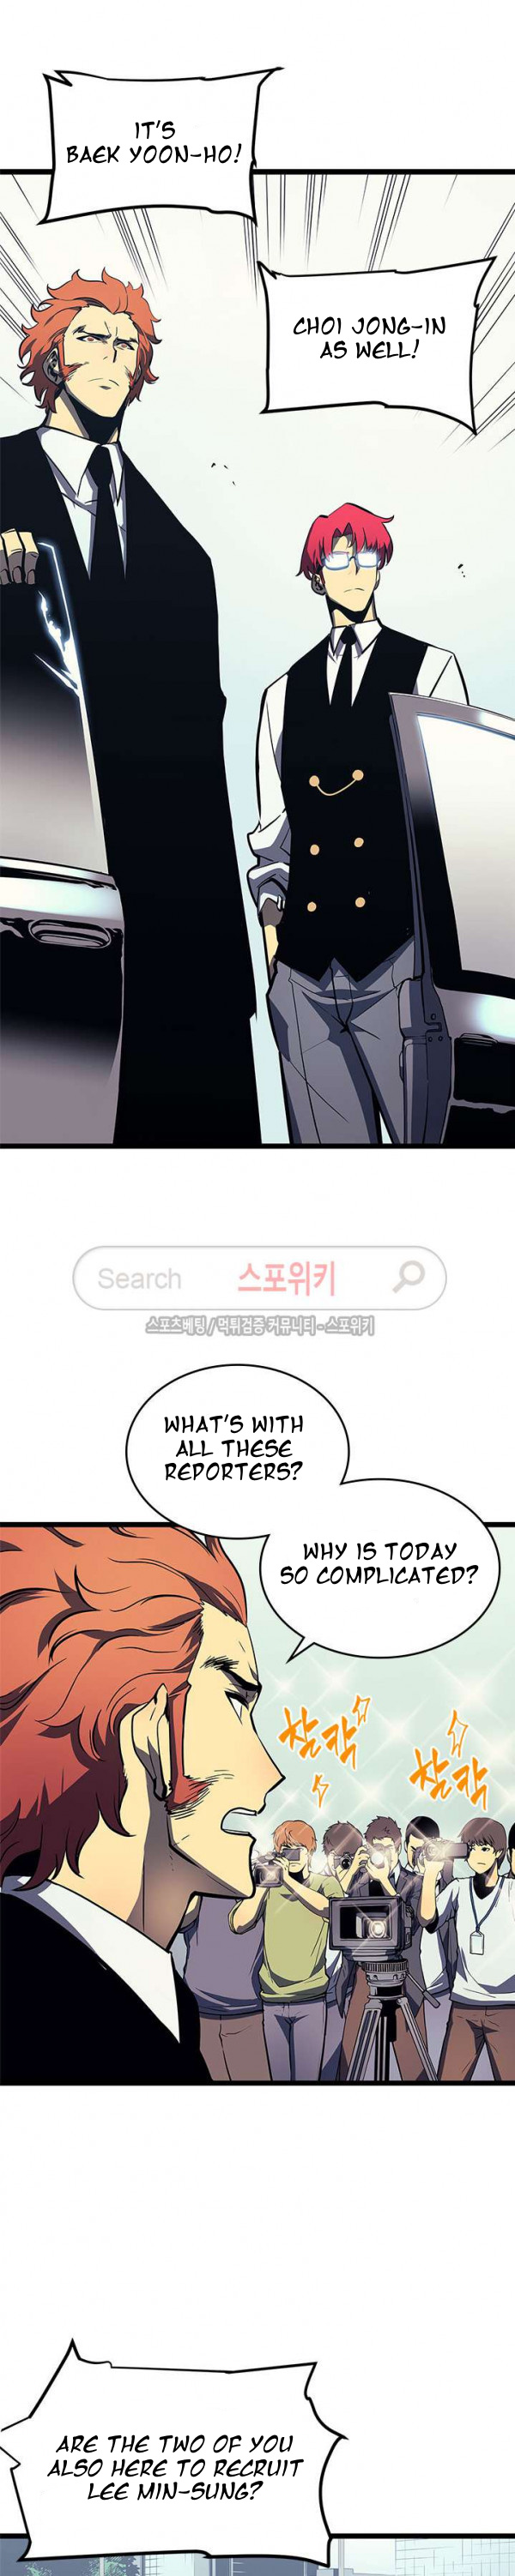 IT'S
BAEK YOON-HO!
CHOI JONG-IN
AS WELL!
Search 스포위키
스포츠베팅 / 먹튀검증 커뮤니티 - 스포위키
WHAT'S WITH
ALL THESE
REPORTERS?
WHY IS TODAY
SO COMPLICATED?
찰칵
찰칵
ARE THE TWO OF YOU
ALSO HERE TO RECRUIT
LEE MIN-SUNG?